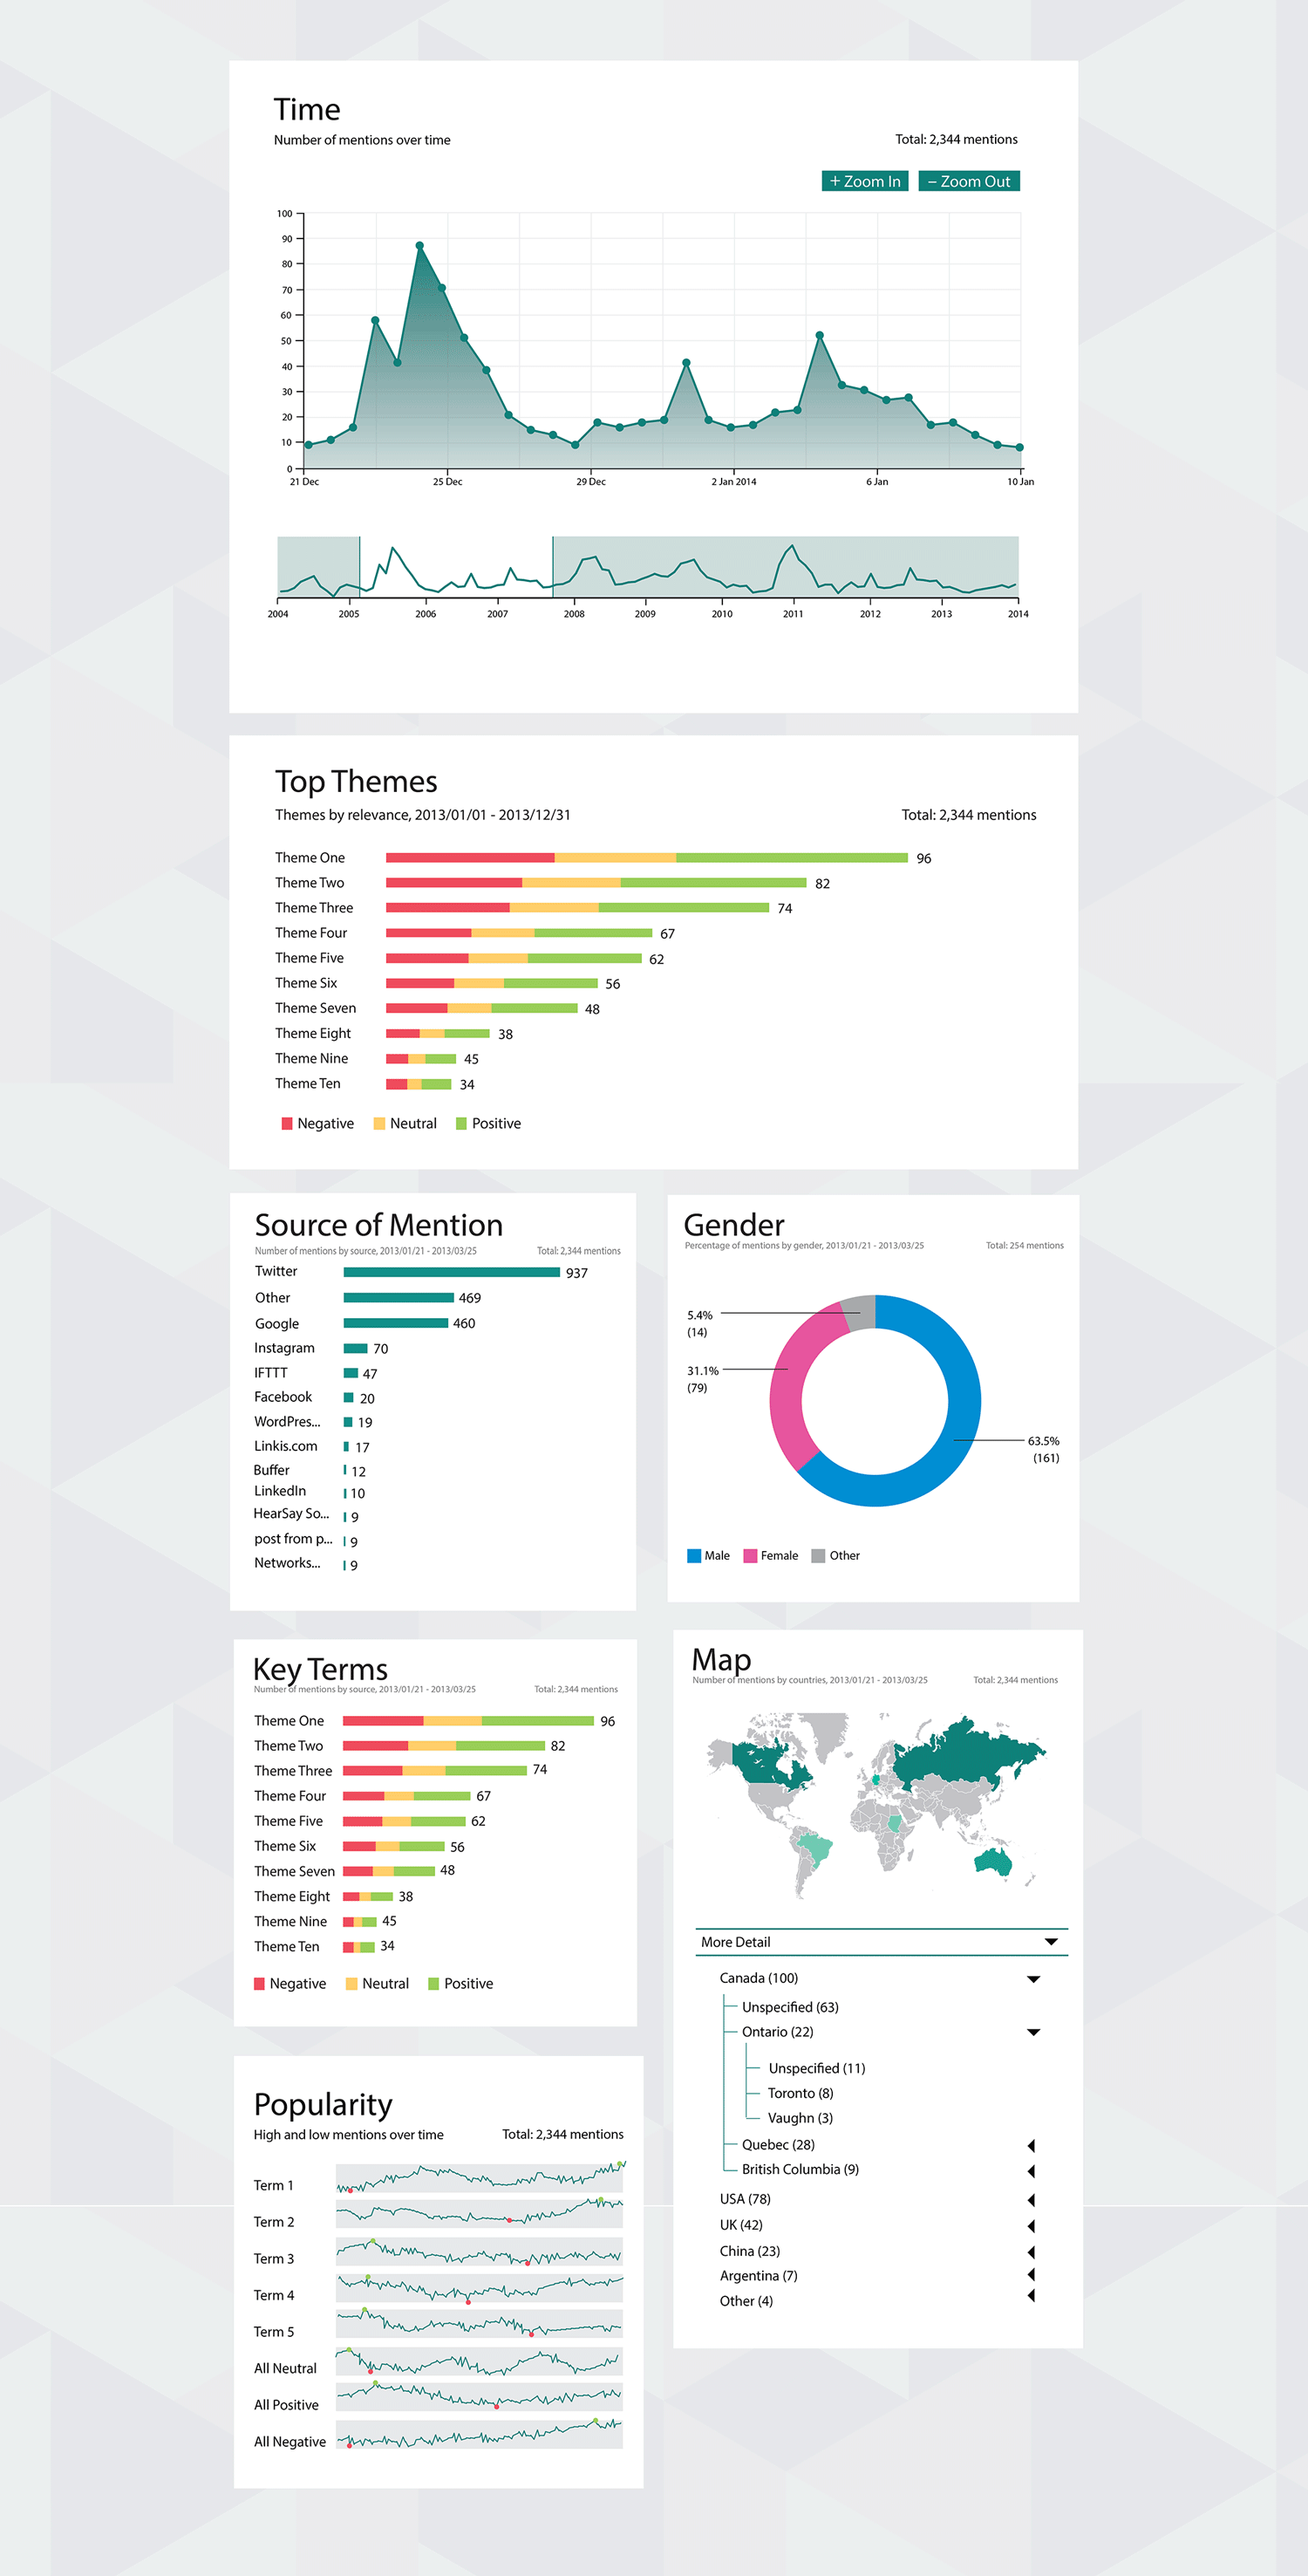 Time
Number of mentions over time
Total: 2,344 mentions
+ Zoom In
– Zoom Out
100
90
80
70
60
50
40
30
20
10
0
21 Dec
25 Dec
29 Dec
2 Jan 2014
6 Jan
10 Jan
2004
2005
2006
2007
2008
2009
2010
2011
2012
2013
2014
Top Themes
Themes by relevance, 2013/01/01 - 2013/12/31
Total: 2,344 mentions
Theme One 96
Theme Two 82
Theme Three 74
Theme Four 67
Theme Five 62
Theme Six 56
Theme Seven 48
Theme Eight 38
Theme Nine 45
Theme Ten 34
Negative Neutral Positive
Source of Mention
Number of mentions by source, 2013/01/21 - 2013/03/25
Total: 2,344 mentions
Twitter 937
Other 469
Google 460
Instagram 70
IFTTT 47
Facebook 20
WordPres... 19
Linkis.com 17
Buffer 12
LinkedIn 10
HearSay So... 9
post from p... 9
Networks... 9
Gender
Percentage of mentions by gender, 2013/01/21 - 2013/03/25
Total: 254 mentions
5.4%
(14)
31.1%
(79)
63.5%
(161)
Male Female Other
Key Terms
Number of mentions by source, 2013/01/21 - 2013/03/25
Total: 2,344 mentions
Theme One 96
Theme Two 82
Theme Three 74
Theme Four 67
Theme Five 62
Theme Six 56
Theme Seven 48
Theme Eight 38
Theme Nine 45
Theme Ten 34
Negative Neutral Positive
Map
Number of mentions by countries, 2013/01/21 - 2013/03/25
Total: 2,344 mentions
More Detail
Canada (100)
Unspecified (63)
Ontario (22)
Unspecified (11)
Toronto (8)
Vaughn (3)
Quebec (28)
British Columbia (9)
USA (78)
UK (42)
China (23)
Argentina (7)
Other (4)
Popularity
High and low mentions over time
Total: 2,344 mentions
Term 1
Term 2
Term 3
Term 4
Term 5
All Neutral
All Positive
All Negative